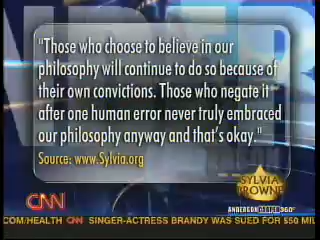 "Those who choose to believe in our
philosophy will continue to do so because of
their own convictions. Those who negate it
after one human error never truly embraced
our philosophy anyway and that's okay."
Source: www.Sylvia.org
SYLVIA
BROWNE
CNN
ANDERSON COOPER 360°
COM/HEALTH CNN SINGER-ACTRESS BRANDY WAS SUED FOR $50 MIL